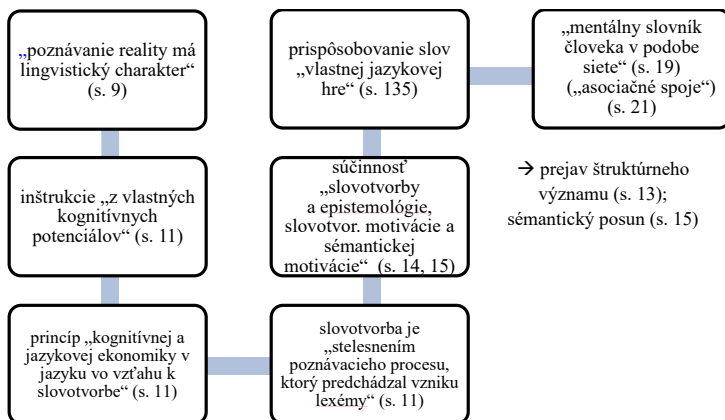 „poznávanie reality má
lingvistický charakter“
(s. 9)
inštrukcie „z vlastných
kognitívnych
potenciálov“ (s. 11)
princíp „kognitívnej a
jazykovej ekonomiky v
jazyku vo vzťahu k
slovotvorbe“ (s. 11)
slovotvorba je
„stelesnením
poznávacieho procesu,
ktorý predchádzal vzniku
lexémy“ (s. 11)
súčinnosť
„slovotvorby
a epistemológie,
slovotvor. motivácie a
sémantickej
motivácie“ (s. 14, 15)
prispôsobovanie slov
„vlastnej jazykovej
hre“ (s. 135)
„mentálny slovník
človeka v podobe
siete“ (s. 19)
(„asociačné spoje“)
(s. 21)
→ prejav štruktúrneho
významu (s. 13);
sémantický posun (s. 15)